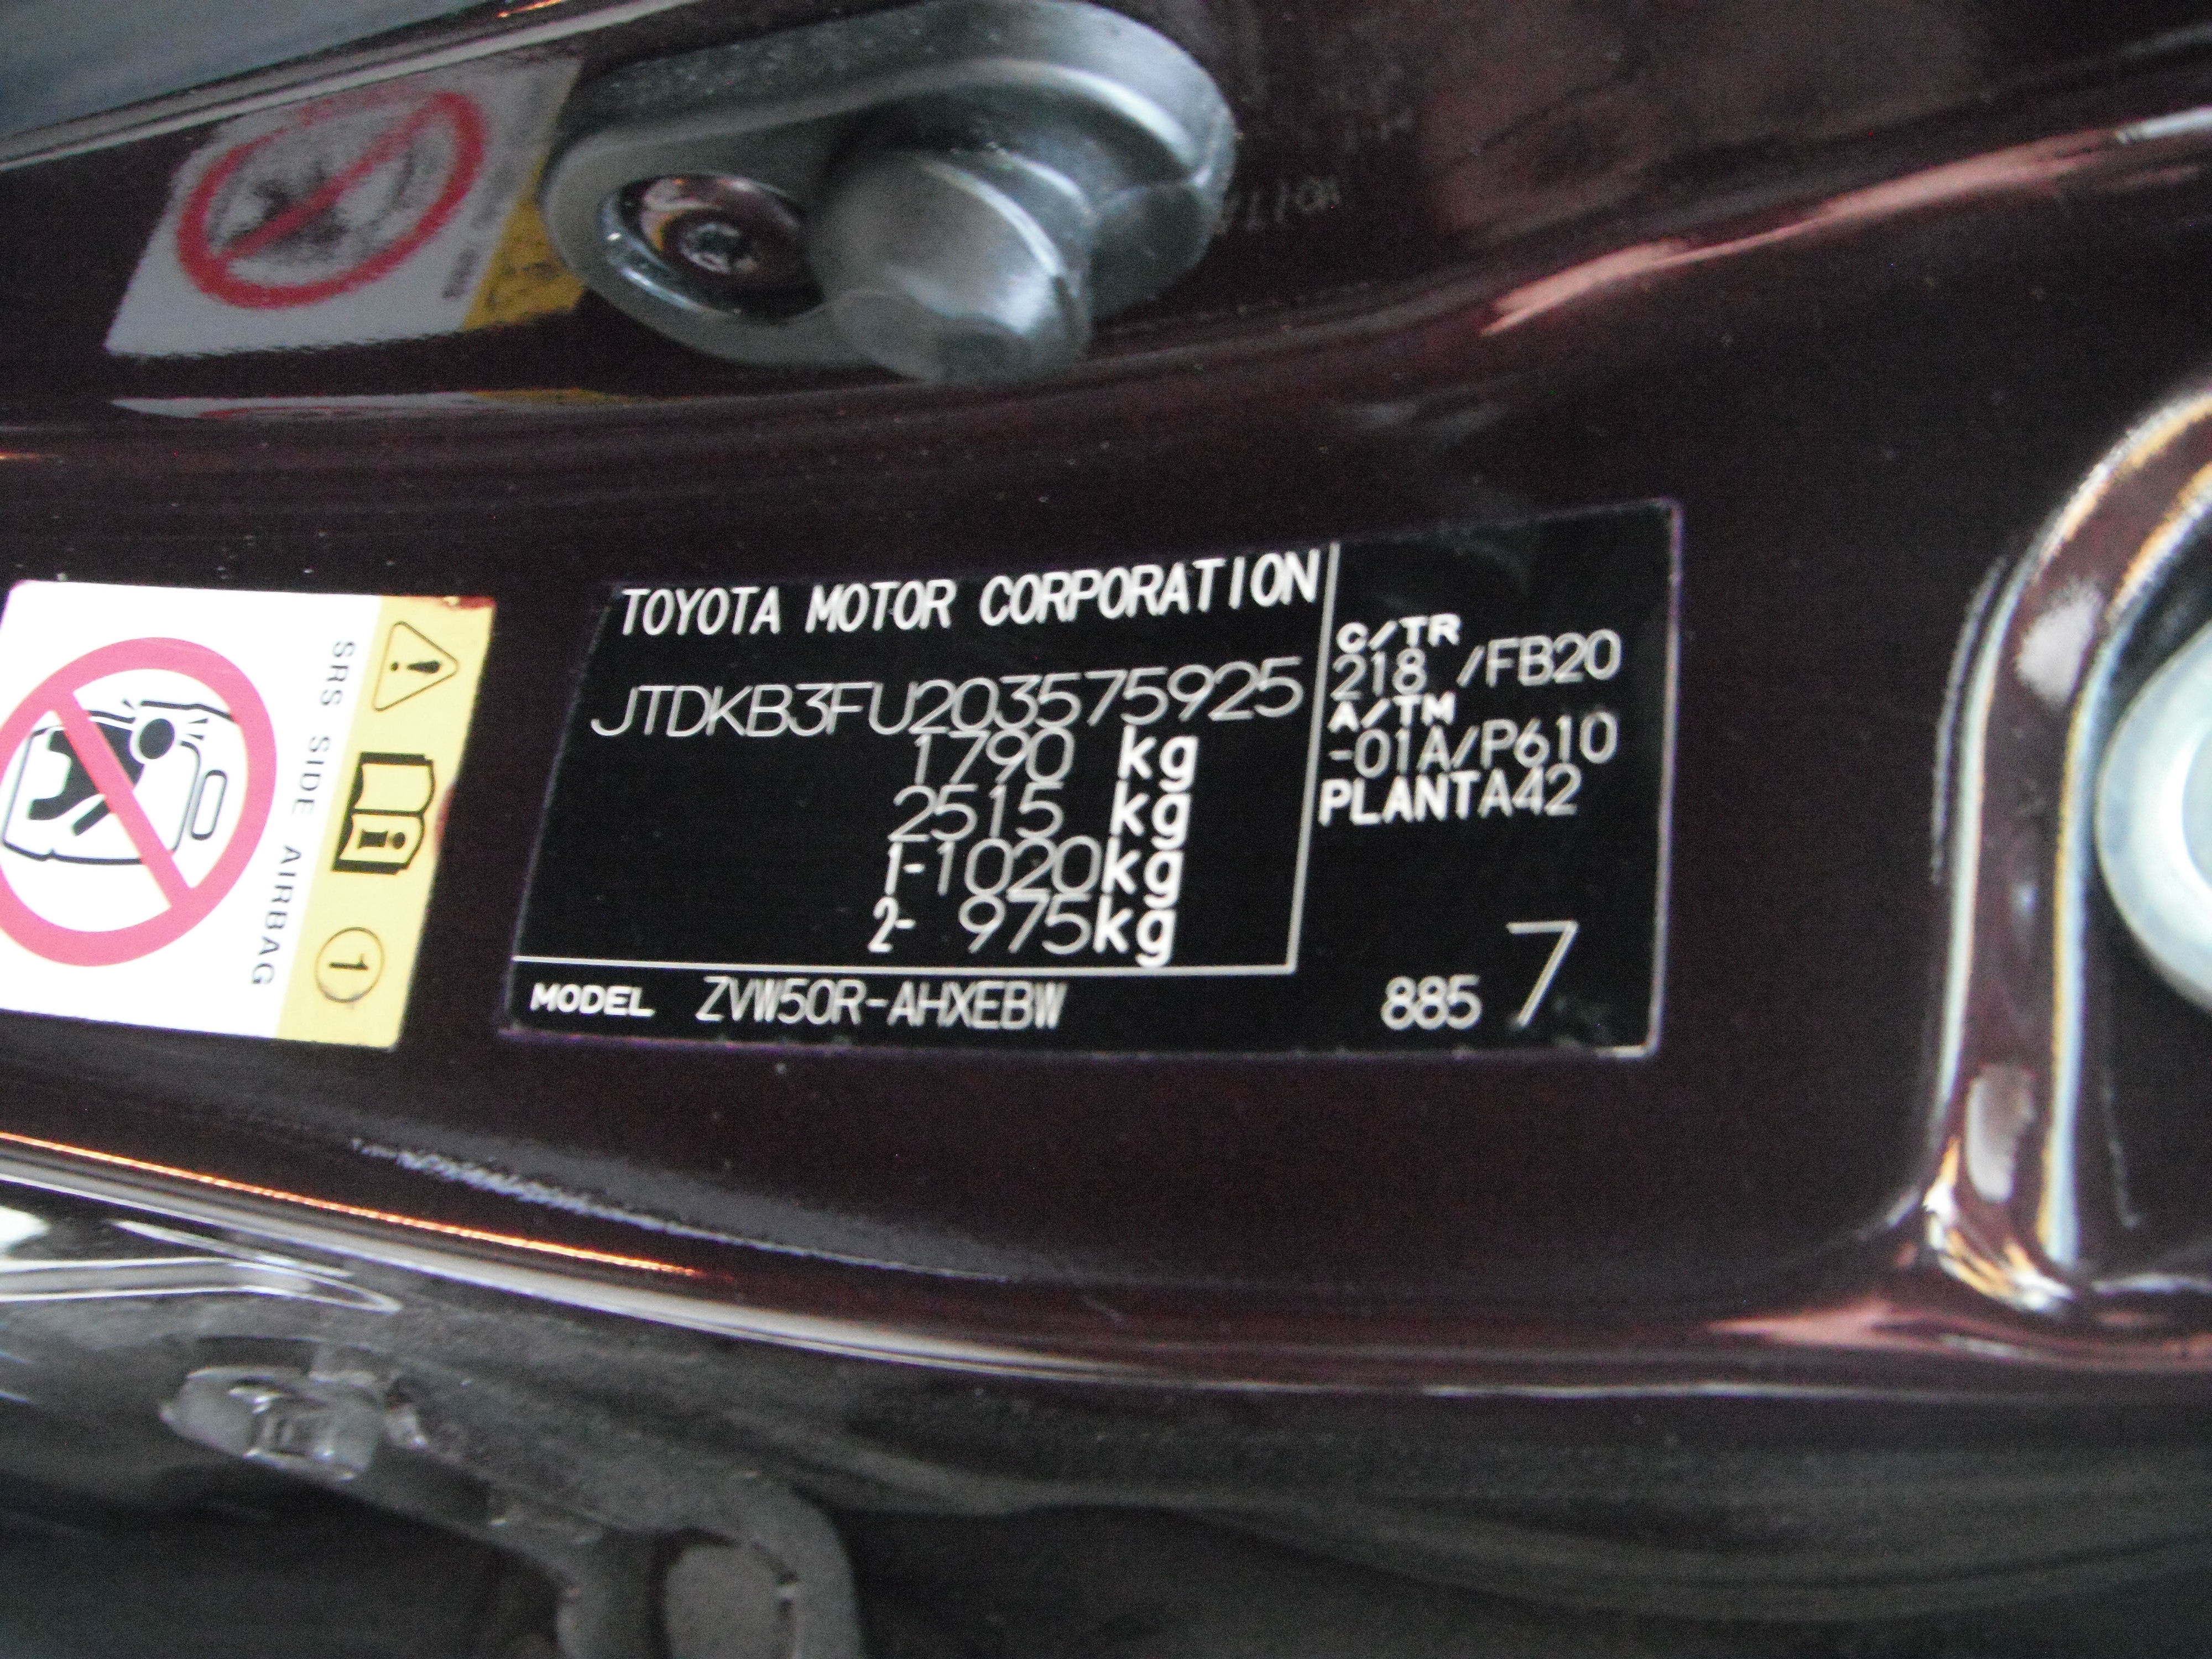 TOYOTA MOTOR CORPORATION
JTDKB3FU203575925
1790 kg
2515 kg
1-1020kg
2- 975kg
C/TR
218 /FB20
A/TM
-01A/P610
PLANTA42
MODEL ZVW50R-AHXEBW
885 7
SRS SIDE AIRBAG
1